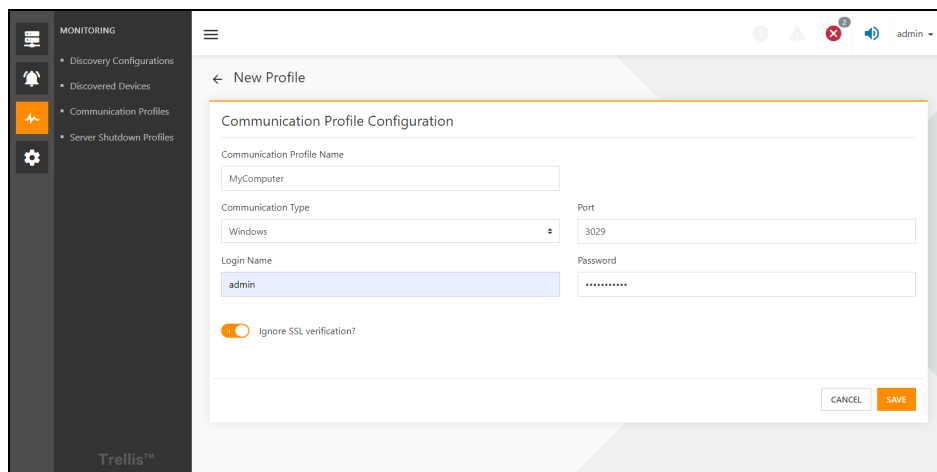 MONITORING
Discovery Configurations
Discovered Devices
Communication Profiles
Server Shutdown Profiles
Trellis™
2
admin
New Profile
Communication Profile Configuration
Communication Profile Name
MyComputer
Communication Type
Port
Windows
3029
Login Name
Password
admin
•••••••••••
Ignore SSL verification?
CANCEL
SAVE